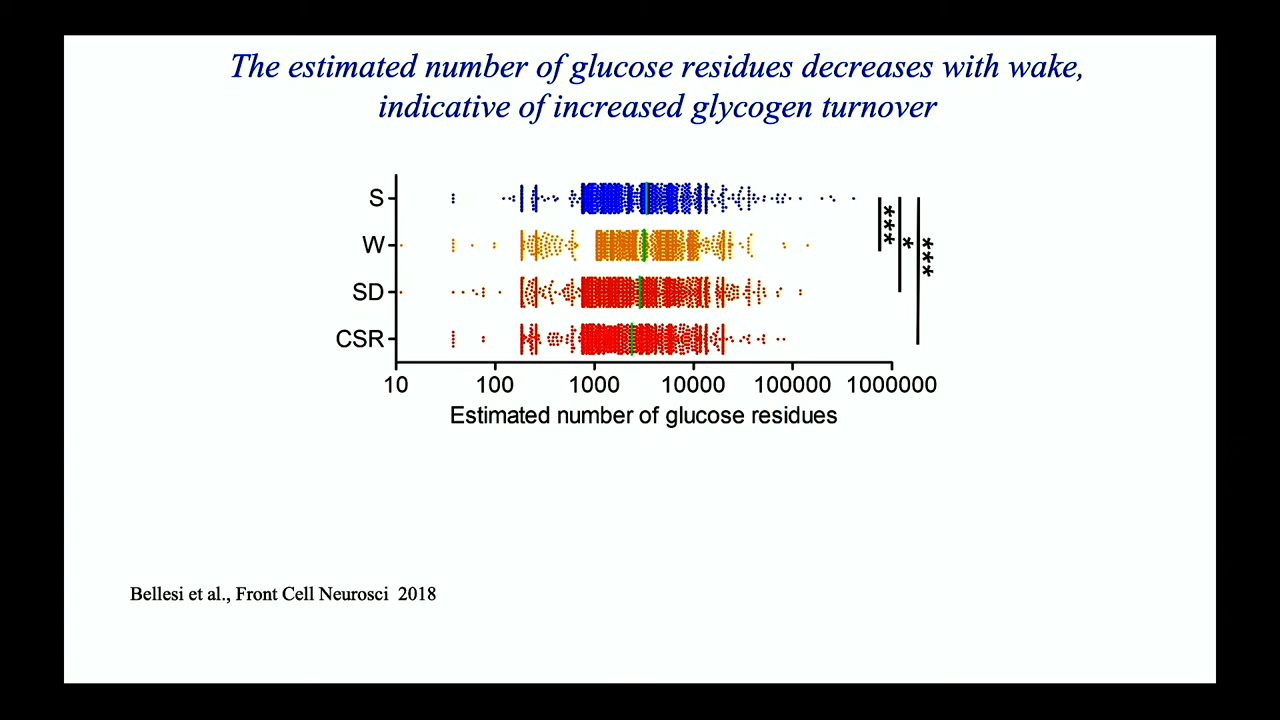 The estimated number of glucose residues decreases with wake,
indicative of increased glycogen turnover
S
W
SD
CSR
***
*
***
10 100 1000 10000 100000 1000000
Estimated number of glucose residues
Bellesi et al., Front Cell Neurosci 2018